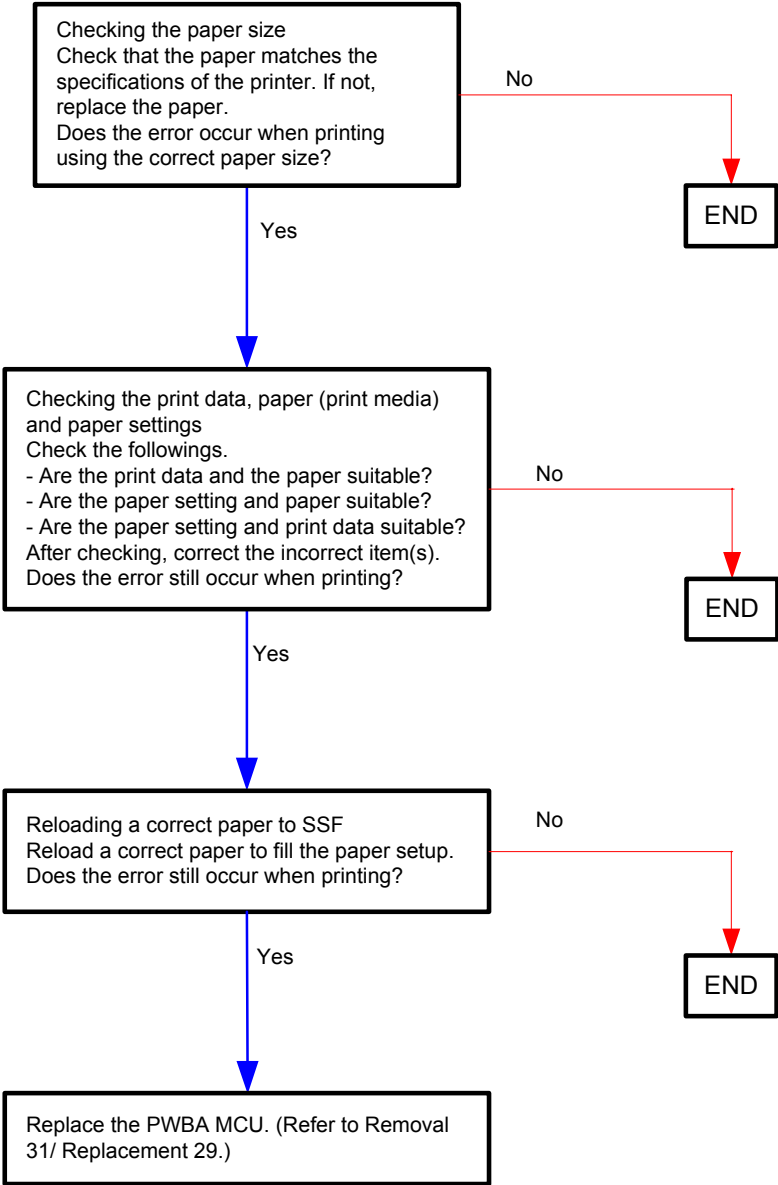 Checking the paper size
Check that the paper matches the
specifications of the printer. If not,
replace the paper.
Does the error occur when printing
using the correct paper size?
No
END
Yes
Checking the print data, paper (print media)
and paper settings
Check the followings.
- Are the print data and the paper suitable?
- Are the paper setting and paper suitable?
- Are the paper setting and print data suitable?
After checking, correct the incorrect item(s).
Does the error still occur when printing?
No
END
Yes
Reloading a correct paper to SSF
Reload a correct paper to fill the paper setup.
Does the error still occur when printing?
No
END
Yes
Replace the PWBA MCU. (Refer to Removal
31/ Replacement 29.)